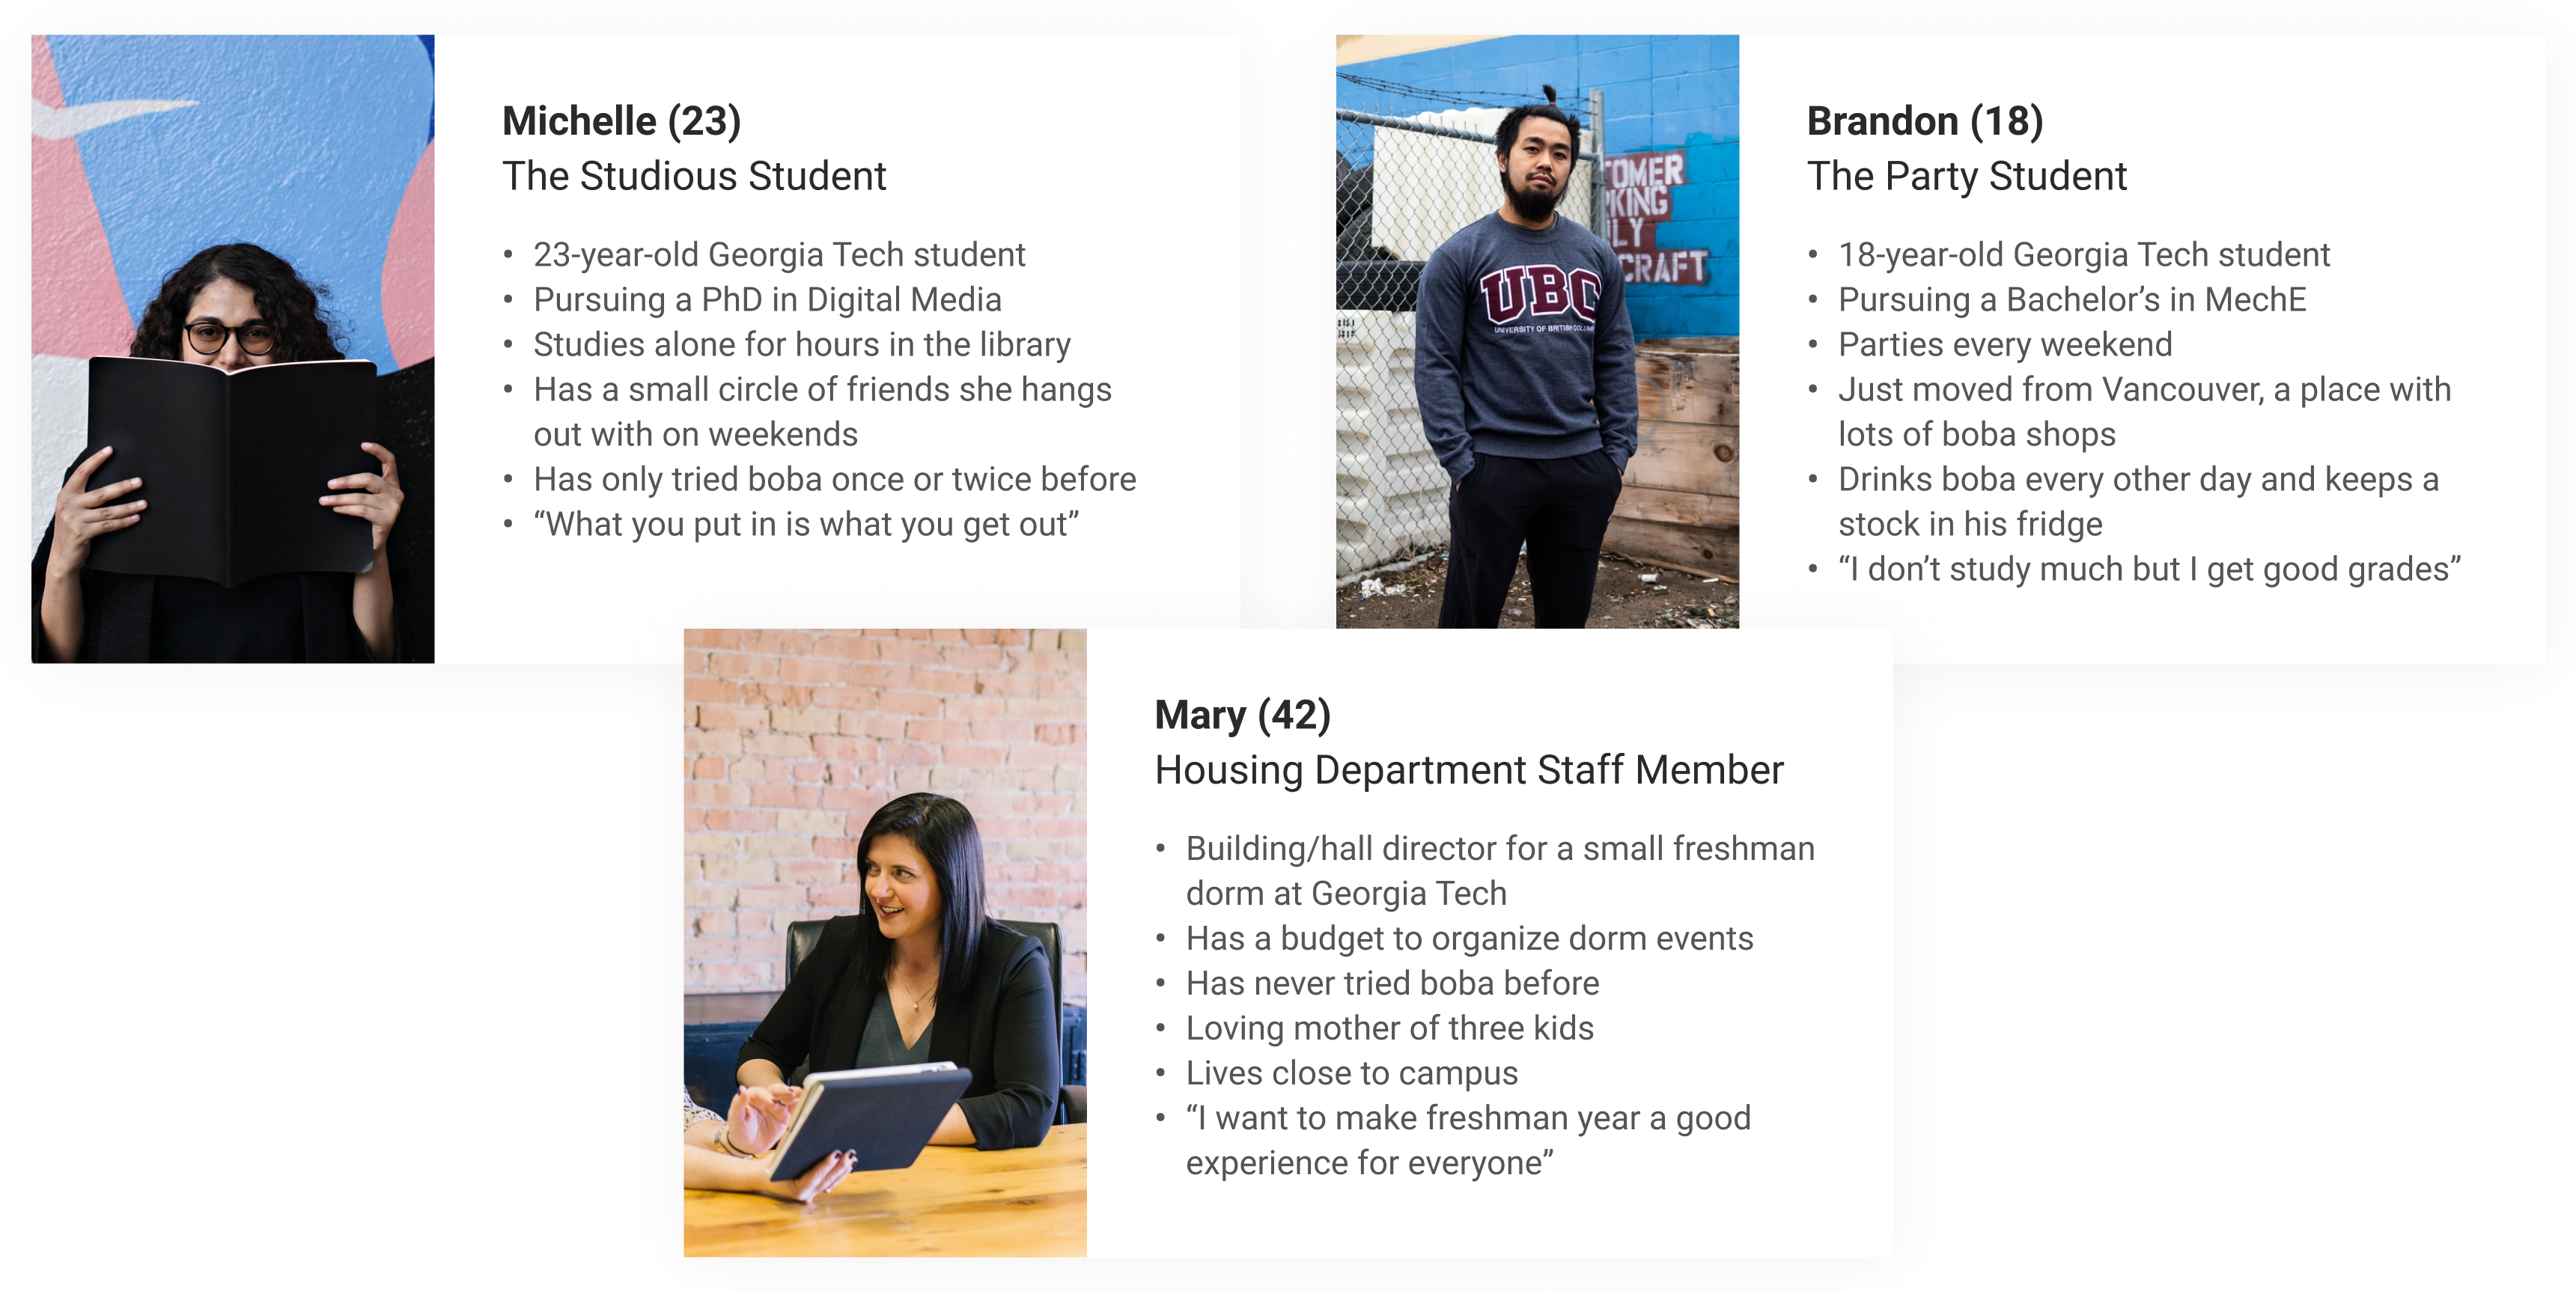 Michelle (23)
The Studious Student
• 23-year-old Georgia Tech student
• Pursuing a PhD in Digital Media
• Studies alone for hours in the library
• Has a small circle of friends she hangs
out with on weekends
• Has only tried boba once or twice before
• “What you put in is what you get out”
UBC
UNIVERSITY OF BRITISH
TOMER
KING
LY
CRAFT
Brandon (18)
The Party Student
• 18-year-old Georgia Tech student
• Pursuing a Bachelor’s in MechE
• Parties every weekend
• Just moved from Vancouver, a place with
lots of boba shops
• Drinks boba every other day and keeps a
stock in his fridge
• “I don’t study much but I get good grades”
Mary (42)
Housing Department Staff Member
• Building/hall director for a small freshman
dorm at Georgia Tech
• Has a budget to organize dorm events
• Has never tried boba before
• Loving mother of three kids
• Lives close to campus
• “I want to make freshman year a good
experience for everyone”